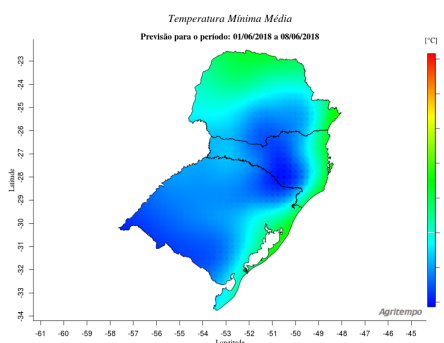 Temperatura Mínima Média
Previsão para o período: 01/06/2018 a 08/06/2018
[°C]
-23
-24
-25
-26
-27
-28
-29
-30
-31
-32
-33
-34
Latitude
Agritempo
-61 -60 -59 -58 -57 -56 -55 -54 -53 -52 -51 -50 -49 -48 -47 -46 -45
Longitude